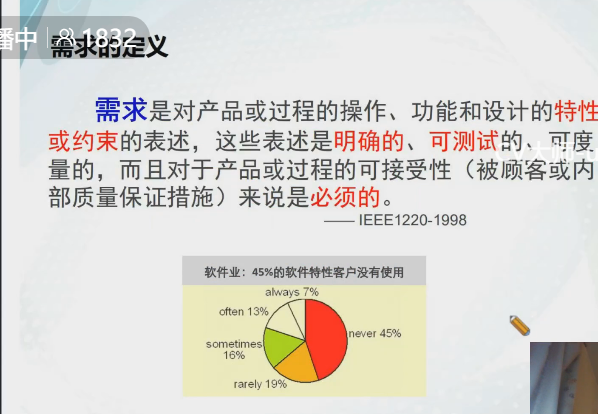 播中 1832
需求的定义
需求是对产品或过程的操作、功能和设计的特性
或约束的表述，这些表述是明确的、可测试的、可度
量的，而且对于产品或过程的可接受性（被顾客或内
部质量保证措施）来说是必须的。
—— IEEE1220-1998
软件业：45%的软件特性客户没有使用
always 7%
often 13%
never 45%
sometimes
16%
rarely 19%